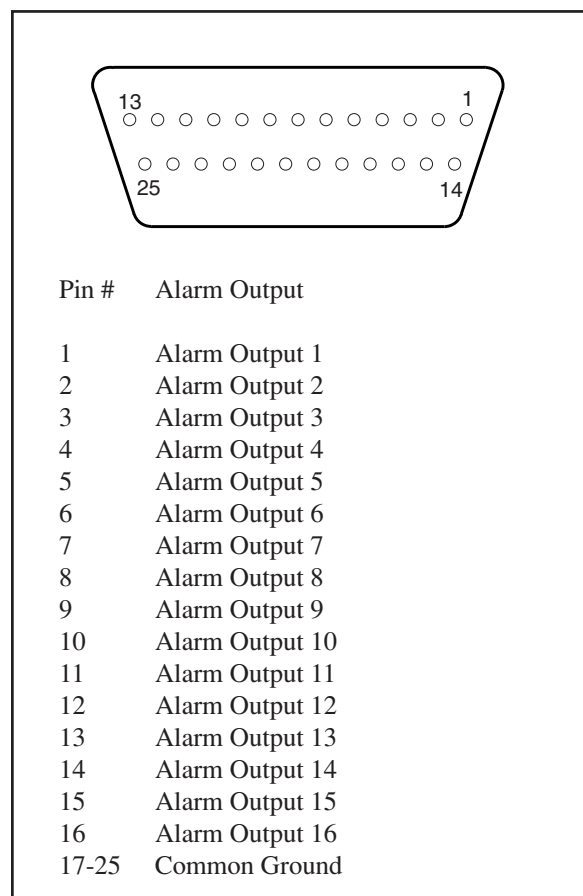 13 1
25 14
Pin # Alarm Output
1 Alarm Output 1
2 Alarm Output 2
3 Alarm Output 3
4 Alarm Output 4
5 Alarm Output 5
6 Alarm Output 6
7 Alarm Output 7
8 Alarm Output 8
9 Alarm Output 9
10 Alarm Output 10
11 Alarm Output 11
12 Alarm Output 12
13 Alarm Output 13
14 Alarm Output 14
15 Alarm Output 15
16 Alarm Output 16
17-25 Common Ground